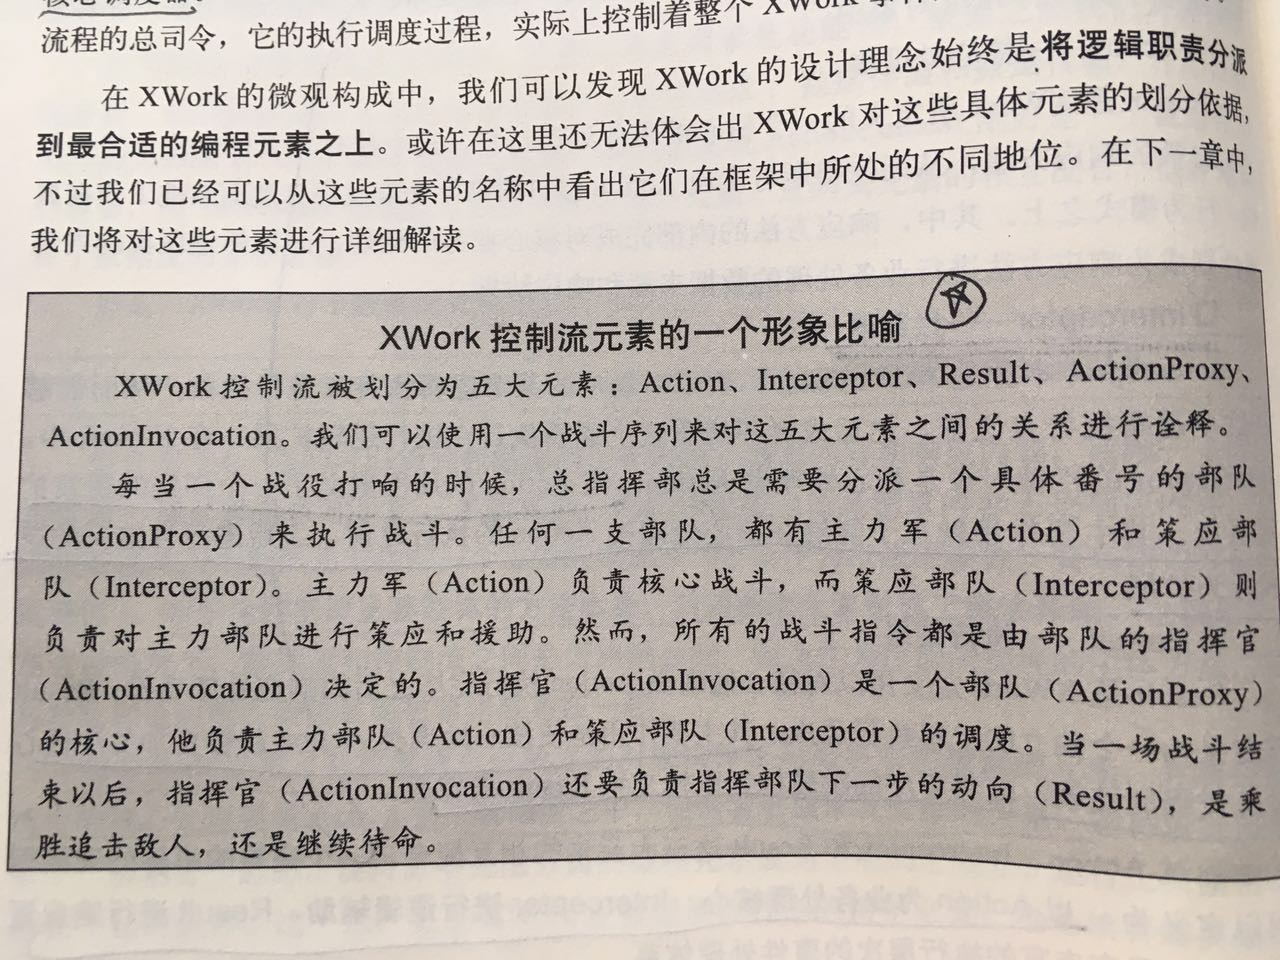 流程的总司令，它的执行调度过程，实际上控制着整个 XWork
在 XWork 的微观构成中，我们可以发现 XWork 的设计理念始终是将逻辑职责分派
到最合适的编程元素之上。或许在这里还无法体会出 XWork 对这些具体元素的划分依据，
不过我们已经可以从这些元素的名称中看出它们在框架中所处的不同地位。在下一章中，
我们将对这些元素进行详细解读。
XWork 控制流元素的一个形象比喻
XWork 控制流被划分为五大元素：Action、Interceptor、Result、ActionProxy、
ActionInvocation。我们可以使用一个战斗序列来对这五大元素之间的关系进行诠释。
每当一个战役打响的时候，总指挥部总是需要分派一个具体番号的部队
（ActionProxy）来执行战斗。任何一支部队，都有主力军（Action）和策应部
队（Interceptor）。主力军（Action）负责核心战斗，而策应部队（Interceptor）则
负责对主力部队进行策应和援助。然而，所有的战斗指令都是由部队的指挥官
（ActionInvocation）决定的。指挥官（ActionInvocation）是一个部队（ActionProxy）
的核心，他负责主力部队（Action）和策应部队（Interceptor）的调度。当一场战斗结
束以后，指挥官（ActionInvocation）还要负责指挥部队下一步的动向（Result），是乘
胜追击敌人，还是继续待命。